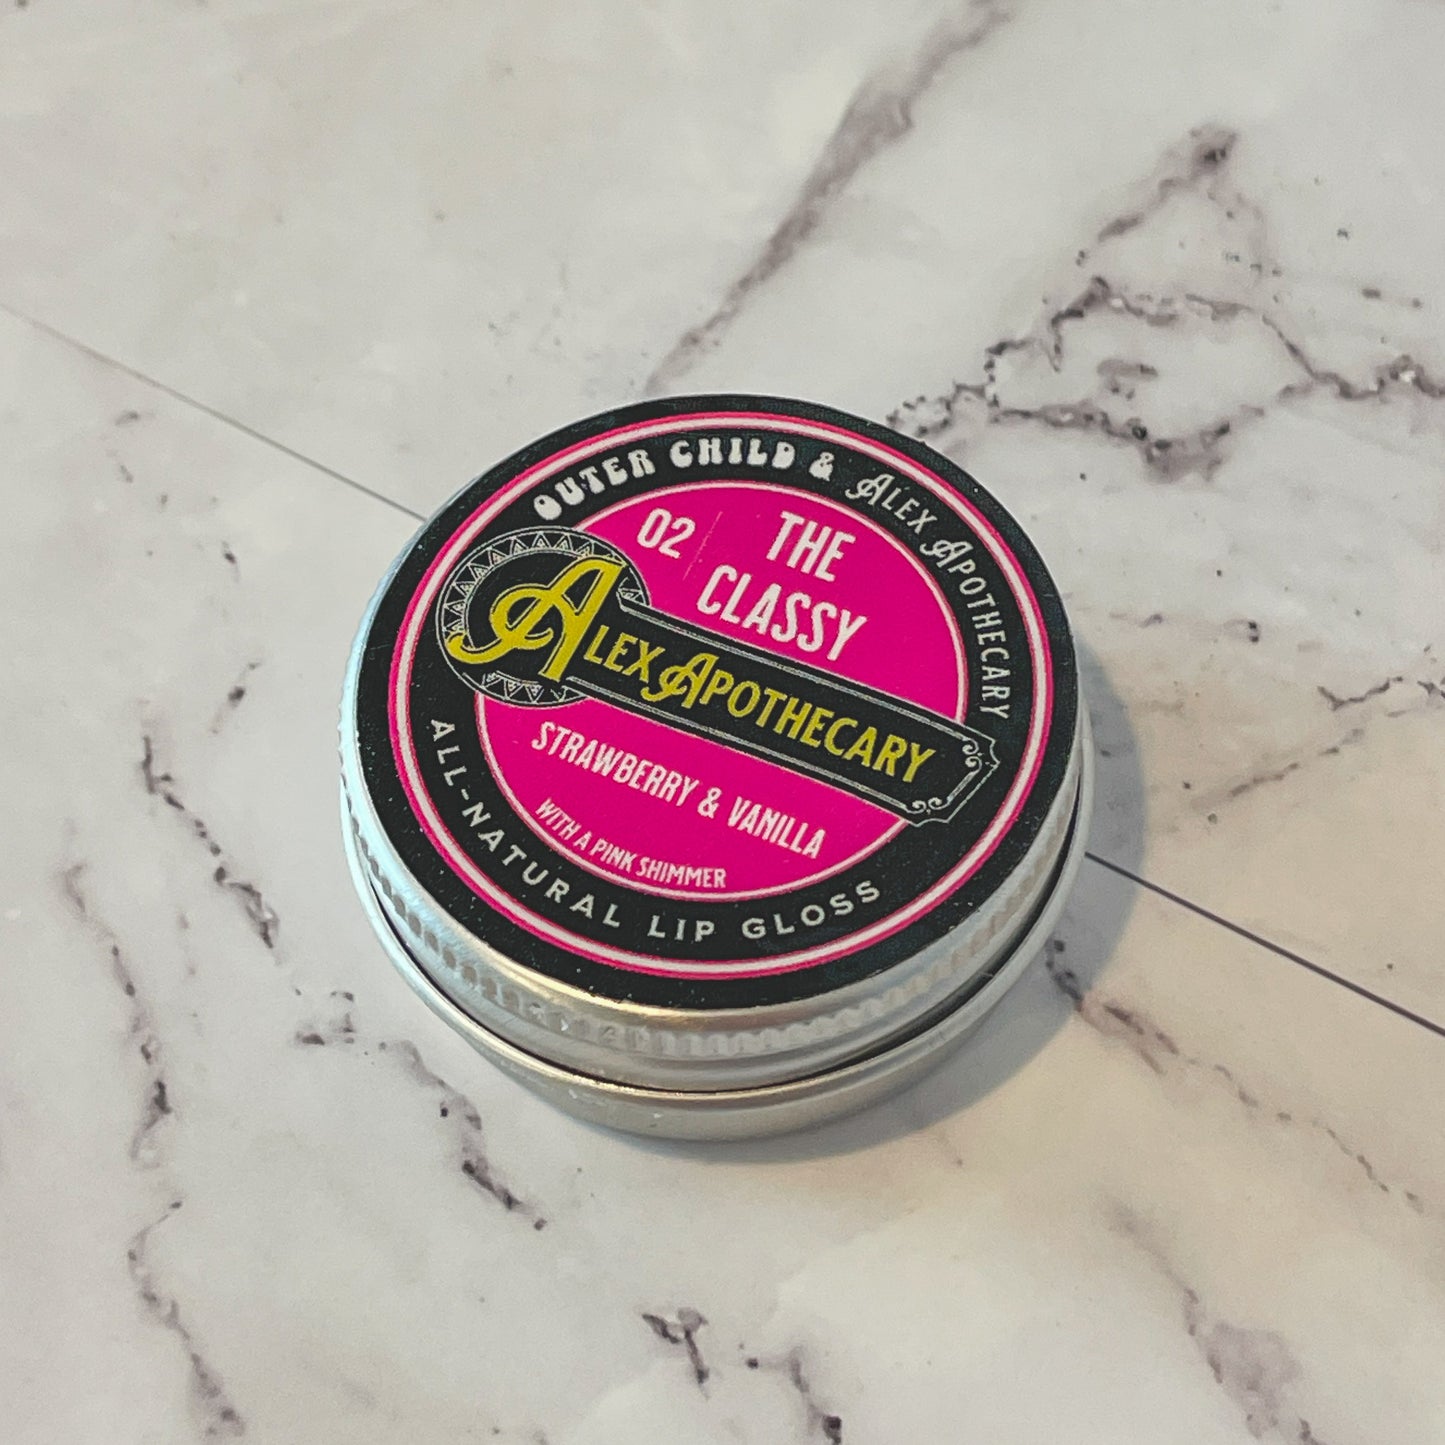 OUTER CHILD & ALEX APOTHECARY
02
THE
CLASSY
ALEX APOTHECARY
STRAWBERRY & VANILLA
WITH A PINK SHIMMER
ALL-NATURAL LIP GLOSS